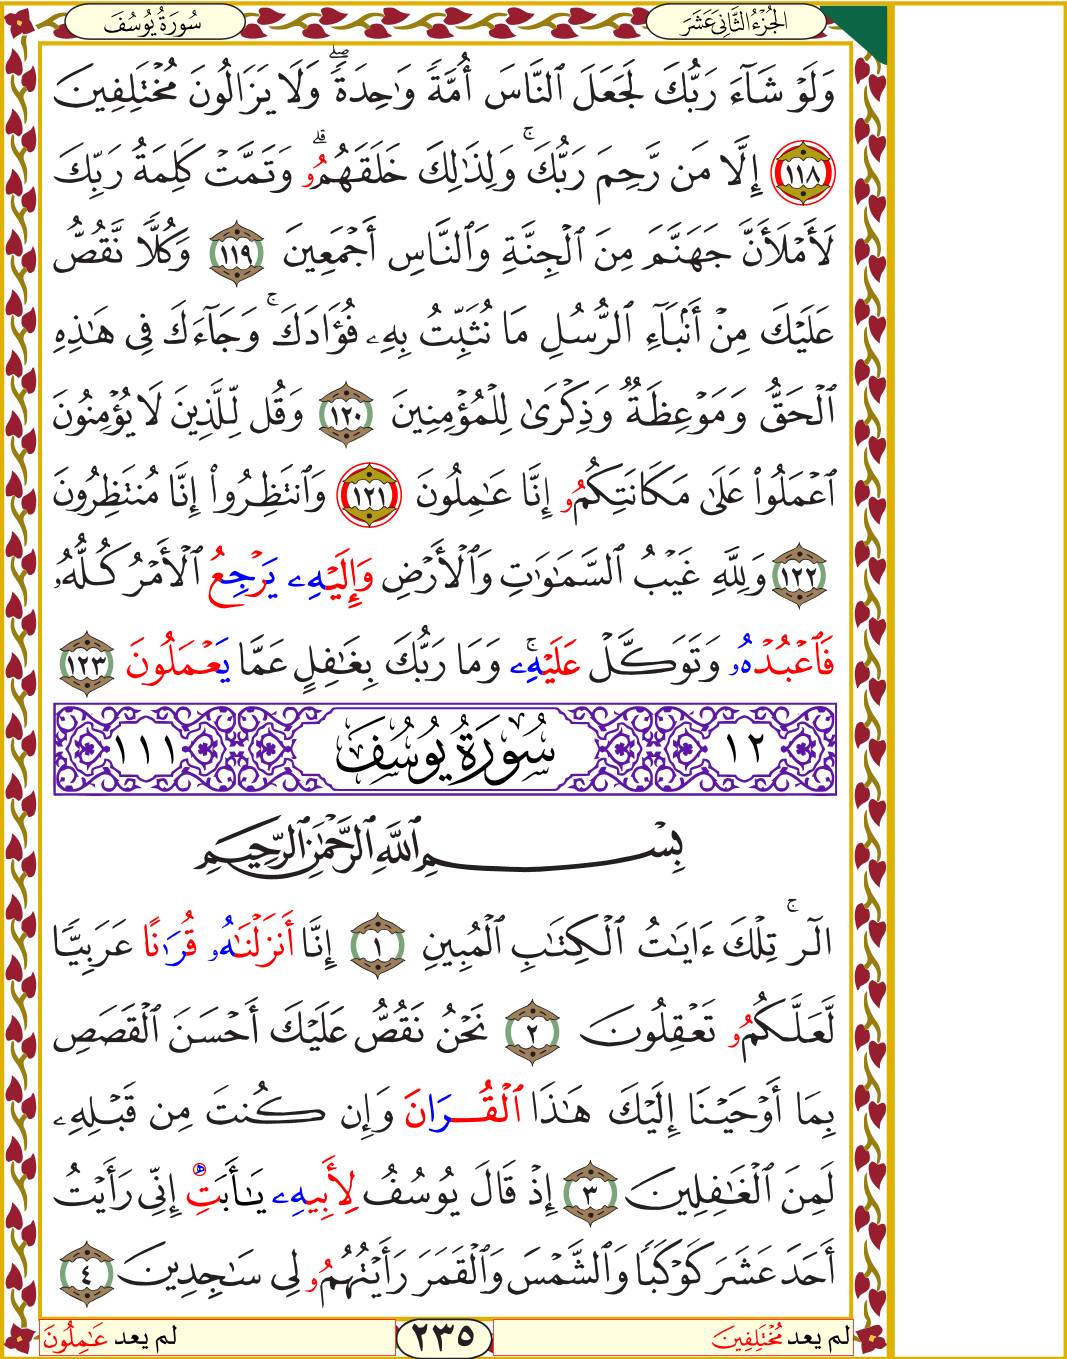 الجُزْءُ الثَّانِيَ عَشَرَ
سُورَةُ يُوسُفَ
وَلَوْ شَآءَ رَبُّكَ لَجَعَلَ ٱلنَّاسَ أُمَّةً وَٰحِدَةً ۖ وَلَا يَزَالُونَ مُخْتَلِفِينَ
١١٨ إِلَّا مَن رَّحِمَ رَبُّكَ ۚ وَلِذَٰلِكَ خَلَقَهُمُۥ ۗ وَتَمَّتْ كَلِمَةُ رَبِّكَ
لَأَمْلَأَنَّ جَهَنَّمَ مِنَ ٱلْجِنَّةِ وَٱلنَّاسِ أَجْمَعِينَ ١١٩ وَكُلًّا نَّقُصُّ
عَلَيْكَ مِنْ أَنۢبَآءِ ٱلرُّسُلِ مَا نُثَبِّتُ بِهِۦ فُؤَادَكَ ۚ وَجَآءَكَ فِى هَٰذِهِ
ٱلْحَقُّ وَمَوْعِظَةٌ وَذِكْرَىٰ لِلْمُؤْمِنِينَ ١٢٠ وَقُل لِّلَّذِينَ لَا يُؤْمِنُونَ
ٱعْمَلُوا۟ عَلَىٰ مَكَانَتِكُمُۥ إِنَّا عَٰمِلُونَ ١٢١ وَٱنتَظِرُوٓا۟ إِنَّا مُنتَظِرُونَ
١٢٢ وَلِلَّهِ غَيْبُ ٱلسَّمَٰوَٰتِ وَٱلْأَرْضِ وَإِلَيْهِۦ يَرْجِعُ ٱلْأَمْرُ كُلُّهُۥ
فَٱعْبُدْهُۥ وَتَوَكَّلْ عَلَيْهِۦ ۚ وَمَا رَبُّكَ بِغَٰفِلٍ عَمَّا يَعْمَلُونَ ١٢٣
١٢ سُورَةُ يُوسُفَ ١١١
بِسْمِ ٱللَّهِ ٱلرَّحْمَٰنِ ٱلرَّحِيمِ
الٓر ۚ تِلْكَ ءَايَٰتُ ٱلْكِتَٰبِ ٱلْمُبِينِ ١ إِنَّا أَنزَلْنَٰهُۥ قُرَٰنًا عَرَبِيًّا
لَّعَلَّكُمُۥ تَعْقِلُونَ ٢ نَحْنُ نَقُصُّ عَلَيْكَ أَحْسَنَ ٱلْقَصَصِ
بِمَا أَوْحَيْنَا إِلَيْكَ هَٰذَا ٱلْقُرَانَ وَإِن كُنتَ مِن قَبْلِهِۦ
لَمِنَ ٱلْغَٰفِلِينَ ٣ إِذْ قَالَ يُوسُفُ لِأَبِيهِۦ يَٰأَبَتِ إِنِّى رَأَيْتُ
أَحَدَ عَشَرَ كَوْكَبًا وَٱلشَّمْسَ وَٱلْقَمَرَ رَأَيْتُهُمُۥ لِى سَٰجِدِينَ ٤
لم يعد مُخْتَلِفِينَ
٢٣٥
لم يعد عَٰمِلُونَ